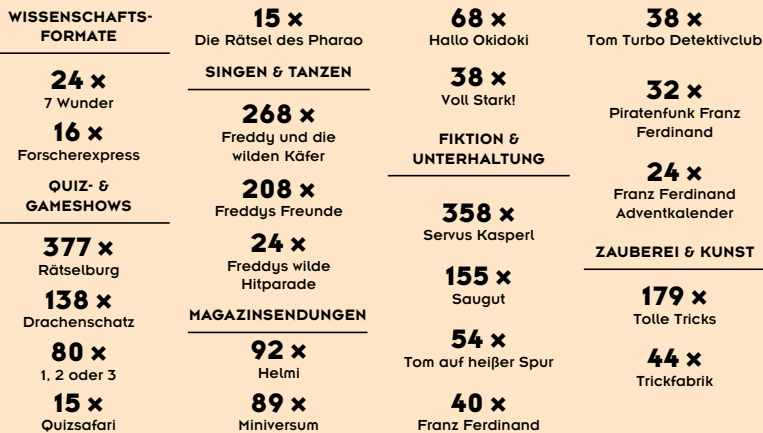 WISSENSCHAFTS-
FORMATE
24 ×
7 Wunder
16 ×
Forscherexpress
QUIZ- &
GAMESHOWS
377 ×
Rätselburg
138 ×
Drachenschatz
80 ×
1, 2 oder 3
15 ×
Quizsafari
15 ×
Die Rätsel des Pharao
SINGEN & TANZEN
268 ×
Freddy und die
wilden Käfer
208 ×
Freddys Freunde
24 ×
Freddys wilde
Hitparade
MAGAZINSENDUNGEN
92 ×
Helmi
89 ×
Miniversum
68 ×
Hallo Okidoki
38 ×
Voll Stark!
FIKTION &
UNTERHALTUNG
358 ×
Servus Kasperl
155 ×
Saugut
54 ×
Tom auf heißer Spur
40 ×
Franz Ferdinand
38 ×
Tom Turbo Detektivclub
32 ×
Piratenfunk Franz
Ferdinand
24 ×
Franz Ferdinand
Adventkalender
ZAUBEREI & KUNST
179 ×
Tolle Tricks
44 ×
Trickfabrik